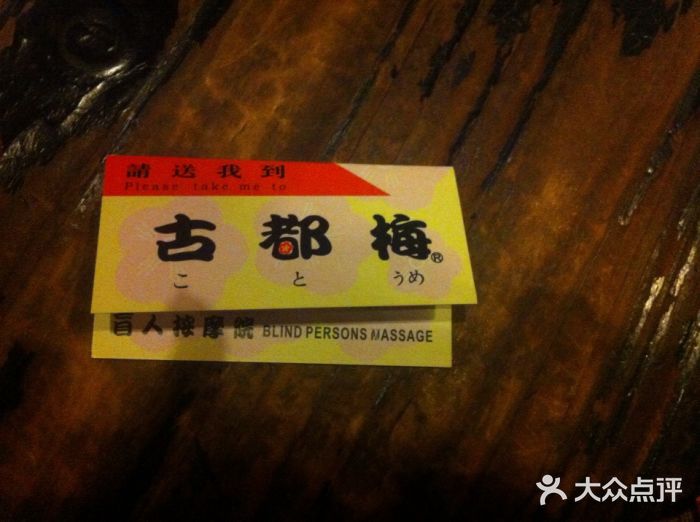 請送我到
Please take me to
古都梅®
こ と うめ
盲人按摩院 BLIND PERSONS MASSAGE
大众点评